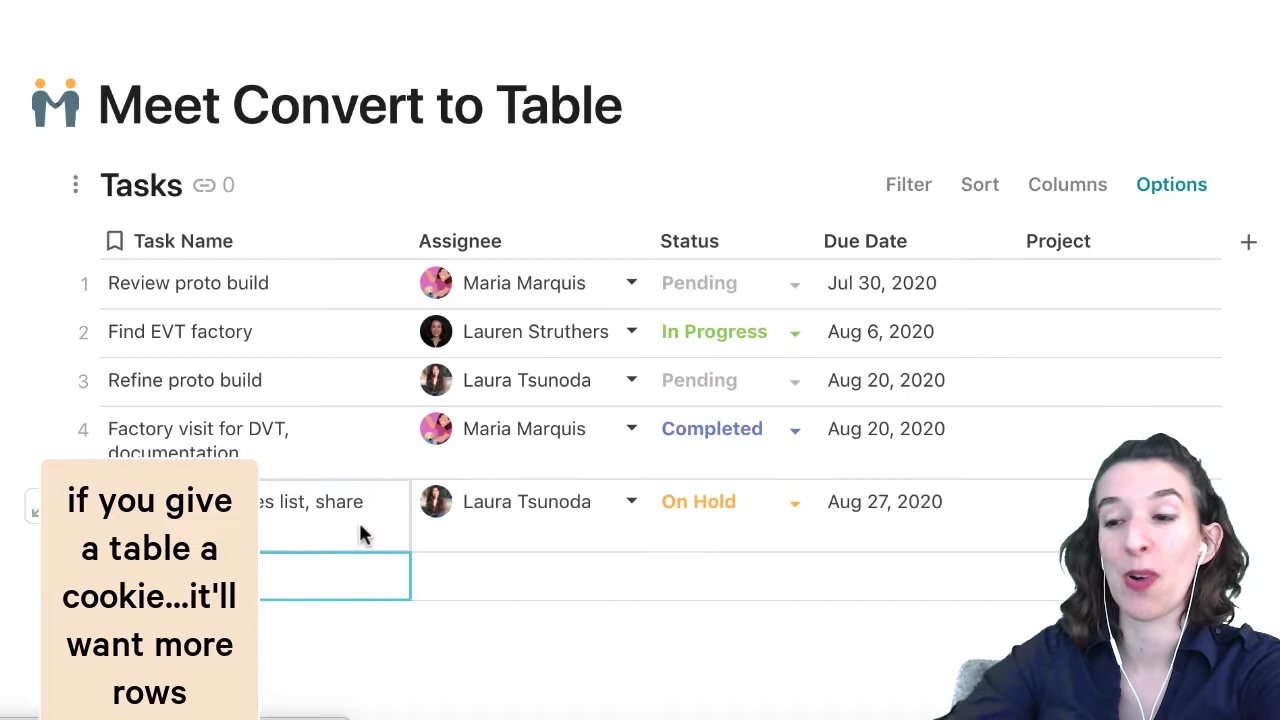 Meet Convert to Table
Tasks 0
Filter Sort Columns Options
Task Name Assignee Status Due Date Project
1 Review proto build Maria Marquis Pending Jul 30, 2020
2 Find EVT factory Lauren Struthers In Progress Aug 6, 2020
3 Refine proto build Laura Tsunoda Pending Aug 20, 2020
4 Factory visit for DVT, Maria Marquis Completed Aug 20, 2020
documentation
list, share Laura Tsunoda On Hold Aug 27, 2020
if you give
a table a
cookie...it'll
want more
rows